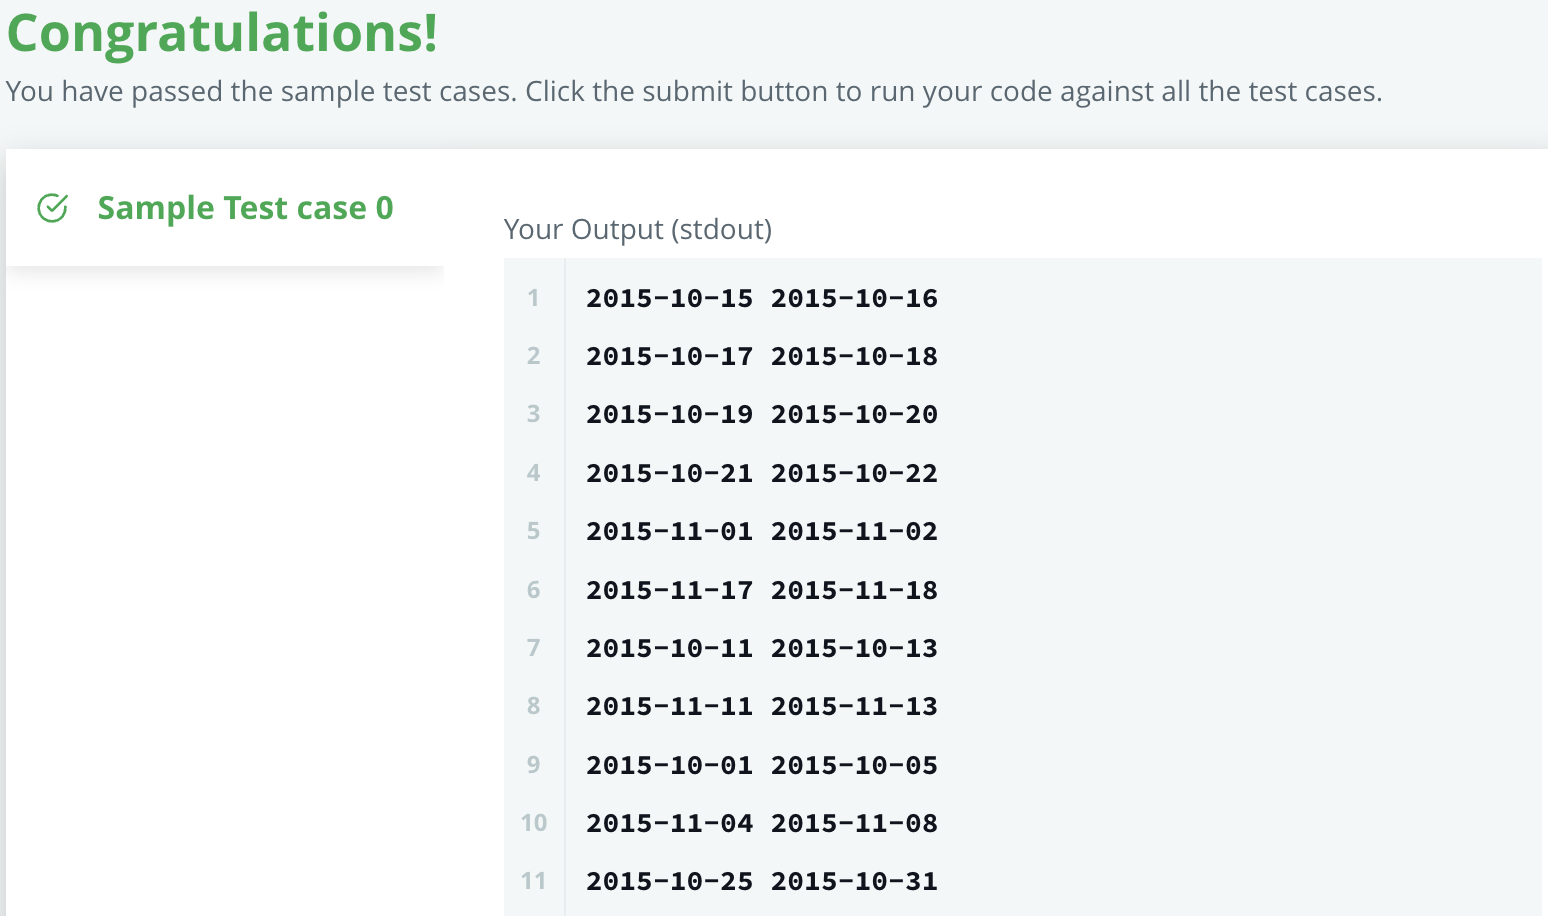 Congratulations!
You have passed the sample test cases. Click the submit button to run your code against all the test cases.
Sample Test case 0
Your Output (stdout)
1 2015-10-15 2015-10-16
2 2015-10-17 2015-10-18
3 2015-10-19 2015-10-20
4 2015-10-21 2015-10-22
5 2015-11-01 2015-11-02
6 2015-11-17 2015-11-18
7 2015-10-11 2015-10-13
8 2015-11-11 2015-11-13
9 2015-10-01 2015-10-05
10 2015-11-04 2015-11-08
11 2015-10-25 2015-10-31